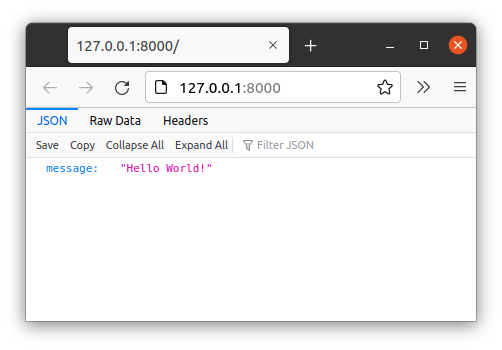 127.0.0.1:8000/
127.0.0.1:8000
JSON Raw Data Headers
Save Copy Collapse All Expand All Filter JSON
message: "Hello World!"